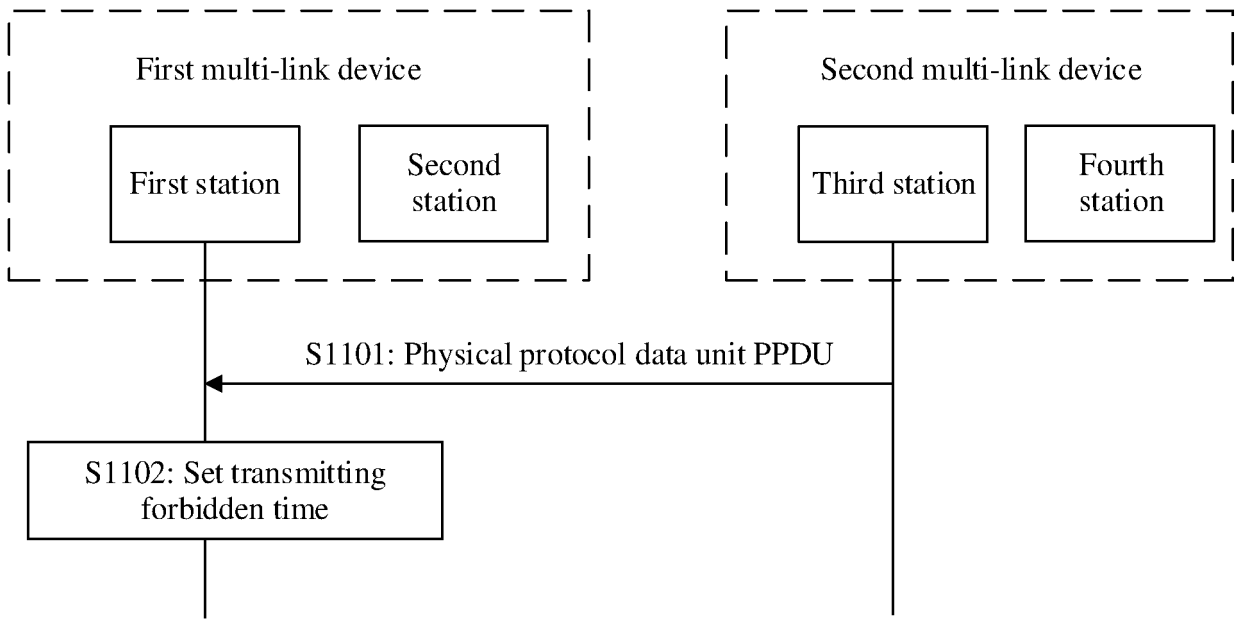 First multi-link device
Second multi-link device
First station
Second
station
Third station
Fourth
station
S1101: Physical protocol data unit PPDU
S1102: Set transmitting
forbidden time